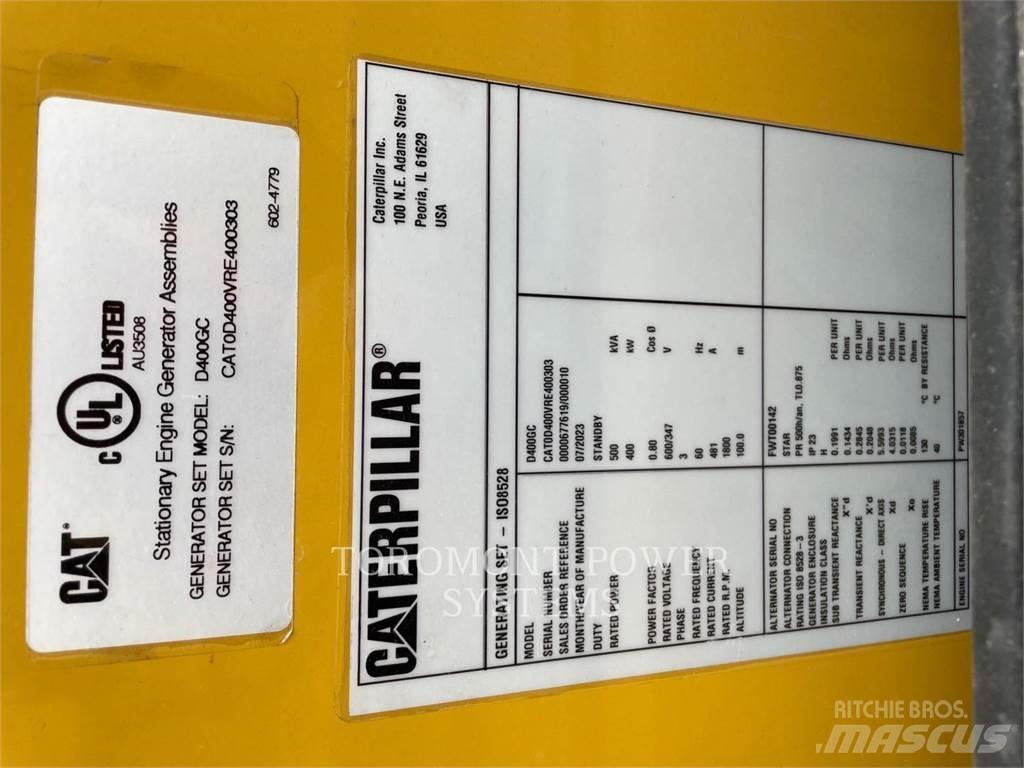 CAT®
C UL® LISTED
AU3508
Stationary Engine Generator Assemblies
GENERATOR SET MODEL: D400GC
GENERATOR SET S/N: CAT0D400VRE400303
602-4779
CATERPILLAR®
Caterpillar Inc.
100 N.E. Adams Street
Peoria, IL 61629
USA
GENERATING SET – ISO8528
MODEL D400GC
SERIAL NUMBER CAT0D400VRE400303
SALES ORDER REFERENCE 0000677619/000010
MONTH/YEAR OF MANUFACTURE 07/2023
DUTY STANDBY
RATED POWER 500 kVA
400 kW
POWER FACTOR 0.80 Cos Ø
RATED VOLTAGE 600/347 V
PHASE 3
RATED FREQUENCY 60 Hz
RATED CURRENT 481 A
RATED R.P.M. 1800
ALTITUDE 100.0 m
ALTERNATOR SERIAL NO FWT00142
ALTERNATOR CONNECTION STAR
RATING ISO 8528 – 3 PR 500h/an, TL0.875
GENERATOR ENCLOSURE IP 23
INSULATION CLASS H
SUB TRANSIENT REACTANCE 0.1991 PER UNIT
X"d 0.1434 Ohms
TRANSIENT REACTANCE 0.2845 PER UNIT
X'd 0.2048 Ohms
SYNCHRONOUS – DIRECT AXIS 5.5993 PER UNIT
Xd 4.0315 Ohms
ZERO SEQUENCE 0.0118 PER UNIT
Xo 0.0085 Ohms
NEMA TEMPERATURE RISE 130 °C BY RESISTANCE
NEMA AMBIENT TEMPERATURE 40 °C
ENGINE SERIAL NO PW301857
TOROMONT POWER
SYSTEMS
RITCHIE BROS.
MASCUS